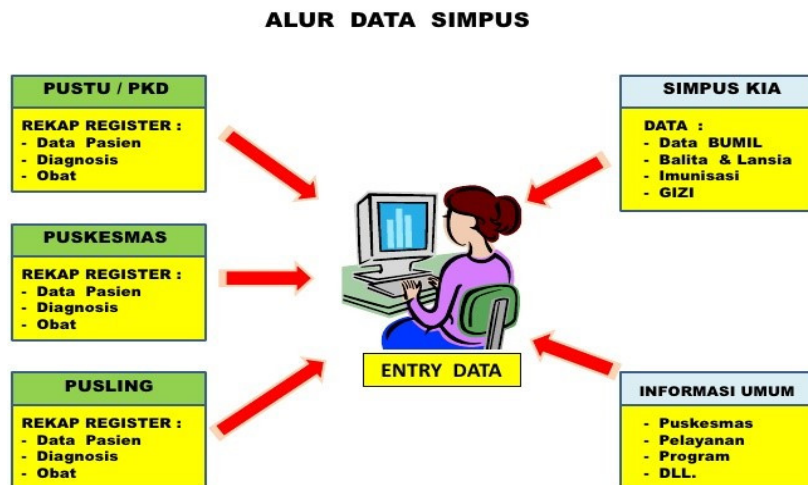 ALUR DATA SIMPUS
PUSTU / PKD
REKAP REGISTER :
- Data Pasien
- Diagnosis
- Obat
PUSKESMAS
REKAP REGISTER :
- Data Pasien
- Diagnosis
- Obat
PUSLING
REKAP REGISTER :
- Data Pasien
- Diagnosis
- Obat
ENTRY DATA
SIMPUS KIA
DATA :
- Data BUMIL
- Balita & Lansia
- Imunisasi
- GIZI
INFORMASI UMUM
- Puskesmas
- Pelayanan
- Program
- DLL.